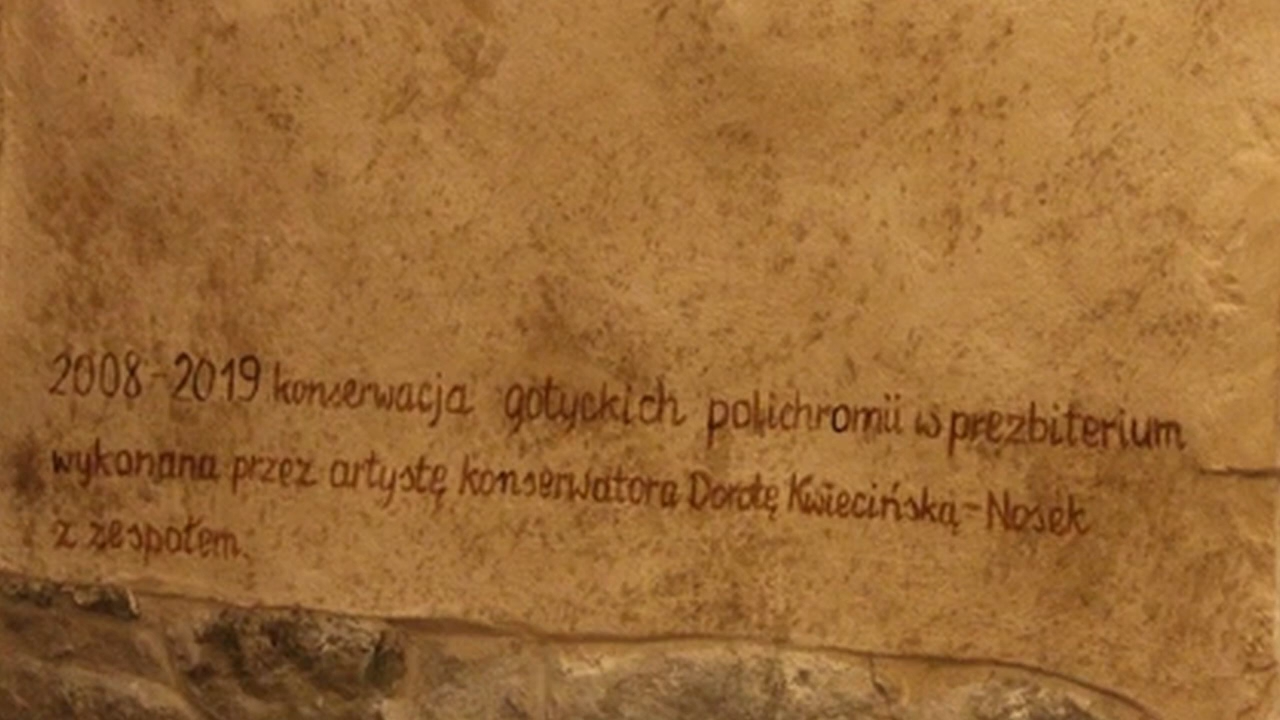 2008-2019 konserwacja gotyckich polichromii w prezbiterium
wykonana przez artystę konserwatora Dorotę Kwiecińską-Nosek
z zespołem.